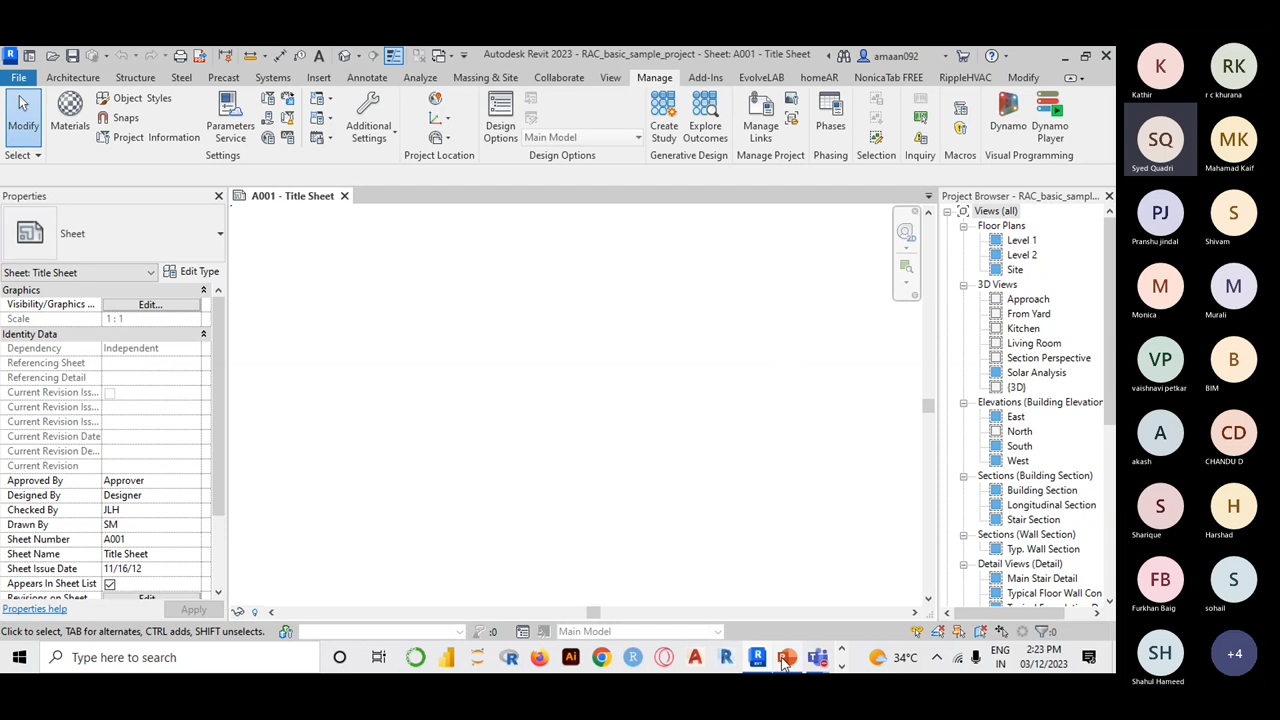 Autodesk Revit 2023 - RAC_basic_sample_project - Sheet: A001 - Title Sheet
amaan092
File Architecture Structure Steel Precast Systems Insert Annotate Analyze Massing & Site Collaborate View Manage Add-Ins EvolveLAB homeAR NonicaTab FREE RippleHVAC Modify
Modify
Materials
Object Styles
Snaps
Project Information
Parameters
Service
Additional
Settings
Design
Options
Main Model
Create
Study
Explore
Outcomes
Manage
Links
Phases
Dynamo
Dynamo
Player
Select
Settings
Project Location
Design Options
Generative Design
Manage Project
Phasing
Selection
Inquiry
Macros
Visual Programming
Properties
Sheet
Sheet: Title Sheet
Edit Type
Graphics
Visibility/Graphics ... Edit...
Scale 1 : 1
Identity Data
Dependency Independent
Referencing Sheet
Referencing Detail
Current Revision Iss...
Current Revision Iss...
Current Revision Iss...
Current Revision Date
Current Revision De...
Current Revision
Approved By Approver
Designed By Designer
Checked By JLH
Drawn By SM
Sheet Number A001
Sheet Name Title Sheet
Sheet Issue Date 11/16/12
Appears In Sheet List
Revisions on Sheet Edit...
Properties help
Apply
A001 - Title Sheet
2D
Project Browser - RAC_basic_sampl...
Views (all)
Floor Plans
Level 1
Level 2
Site
3D Views
Approach
From Yard
Kitchen
Living Room
Section Perspective
Solar Analysis
{3D}
Elevations (Building Elevation
East
North
South
West
Sections (Building Section)
Building Section
Longitudinal Section
Stair Section
Sections (Wall Section)
Typ. Wall Section
Detail Views (Detail)
Main Stair Detail
Typical Floor Wall Con
Click to select, TAB for alternates, CTRL adds, SHIFT unselects.
:0
Main Model
:0
Type here to search
34°C
ENG
IN
2:23 PM
03/12/2023
K
Kathir
RK
r c khurana
SQ
Syed Quadri
MK
Mahamad Kaif
PJ
Pranshu jindal
S
Shivam
M
Monica
M
Murali
VP
vaishnavi petkar
B
BIM
A
akash
CD
CHANDU D
S
Sharique
H
Harshad
FB
Furkhan Baig
S
sohail
SH
Shahul Hameed
+4